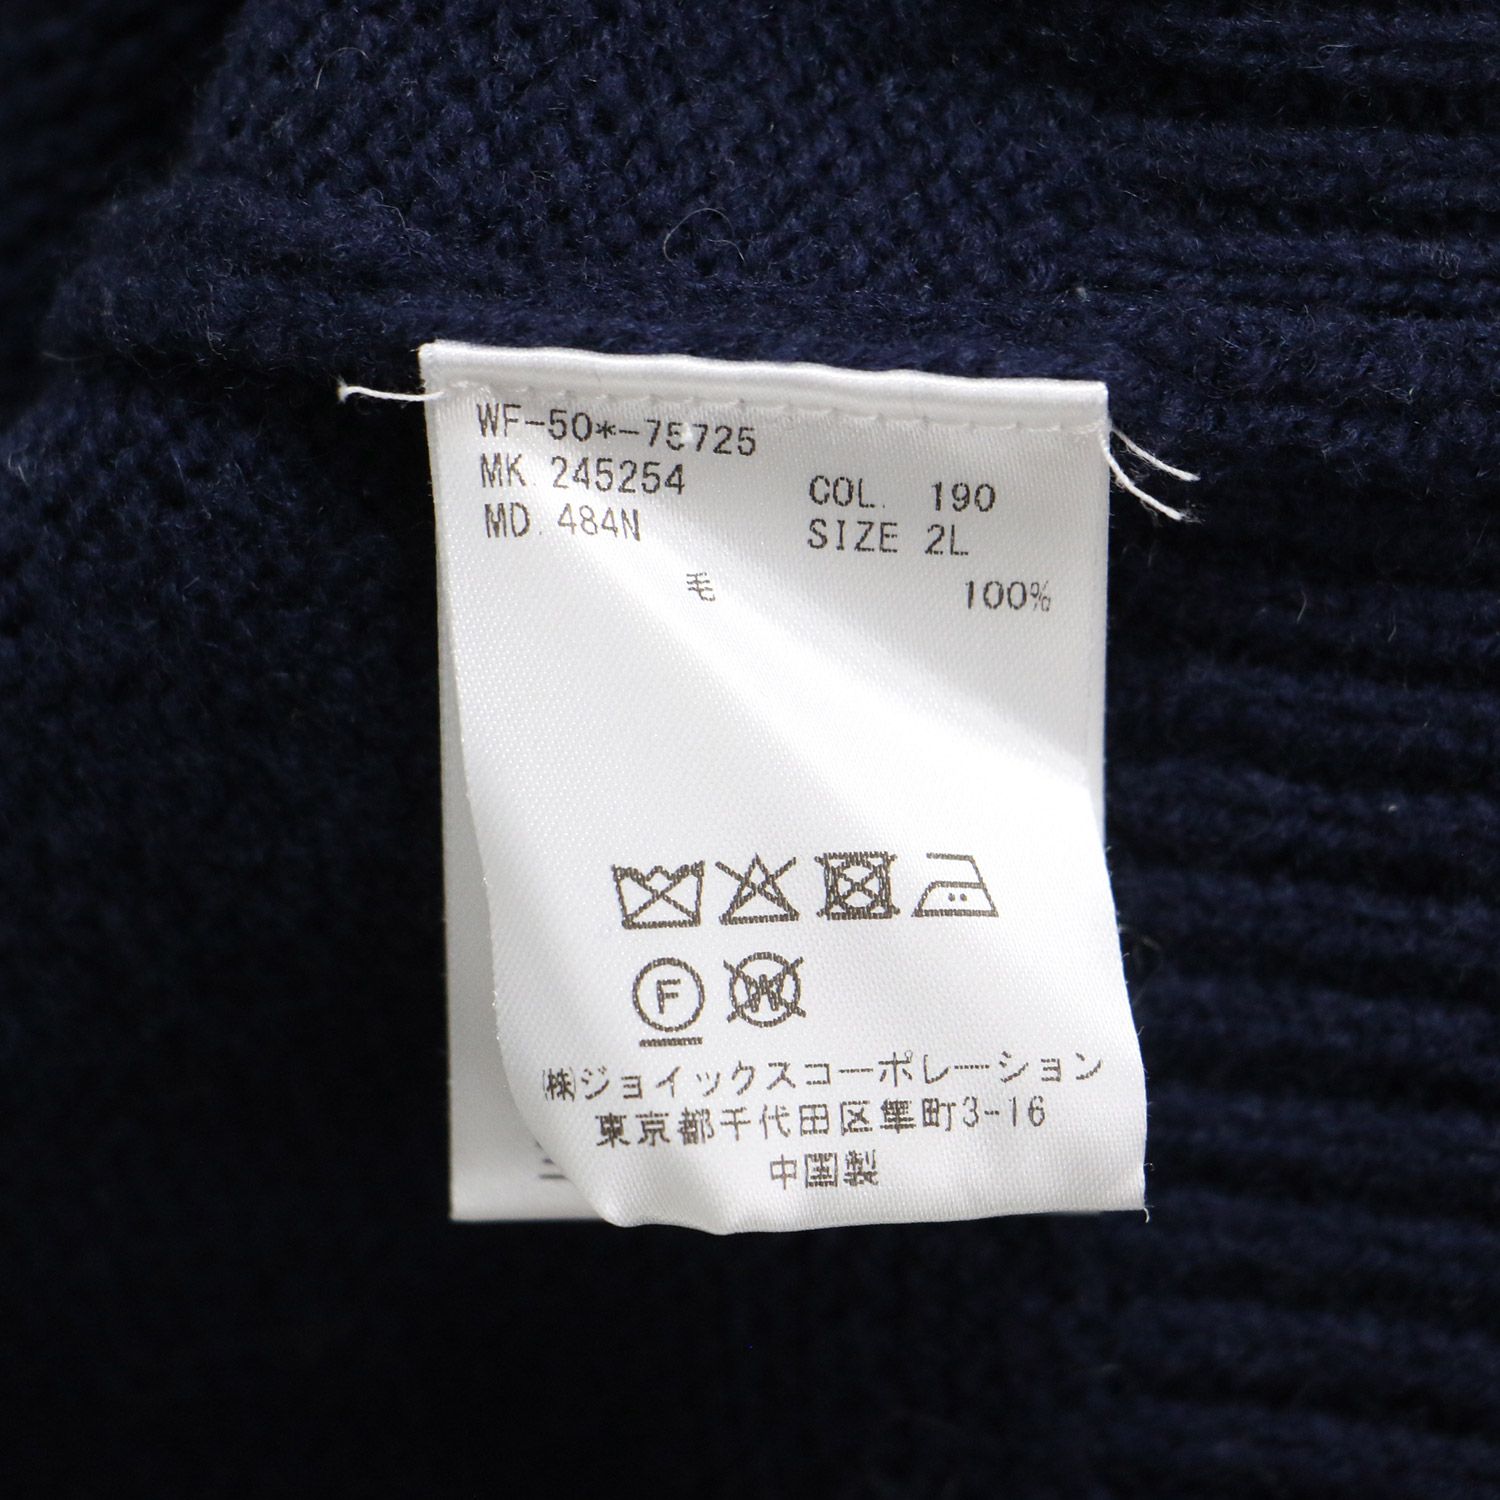 WF-50*-75725
MK. 245254 COL. 190
MD. 484N SIZE 2L
毛 100%
F W
(株)ジョイックスコーポレーション
東京都千代田区隼町3-16
中国製